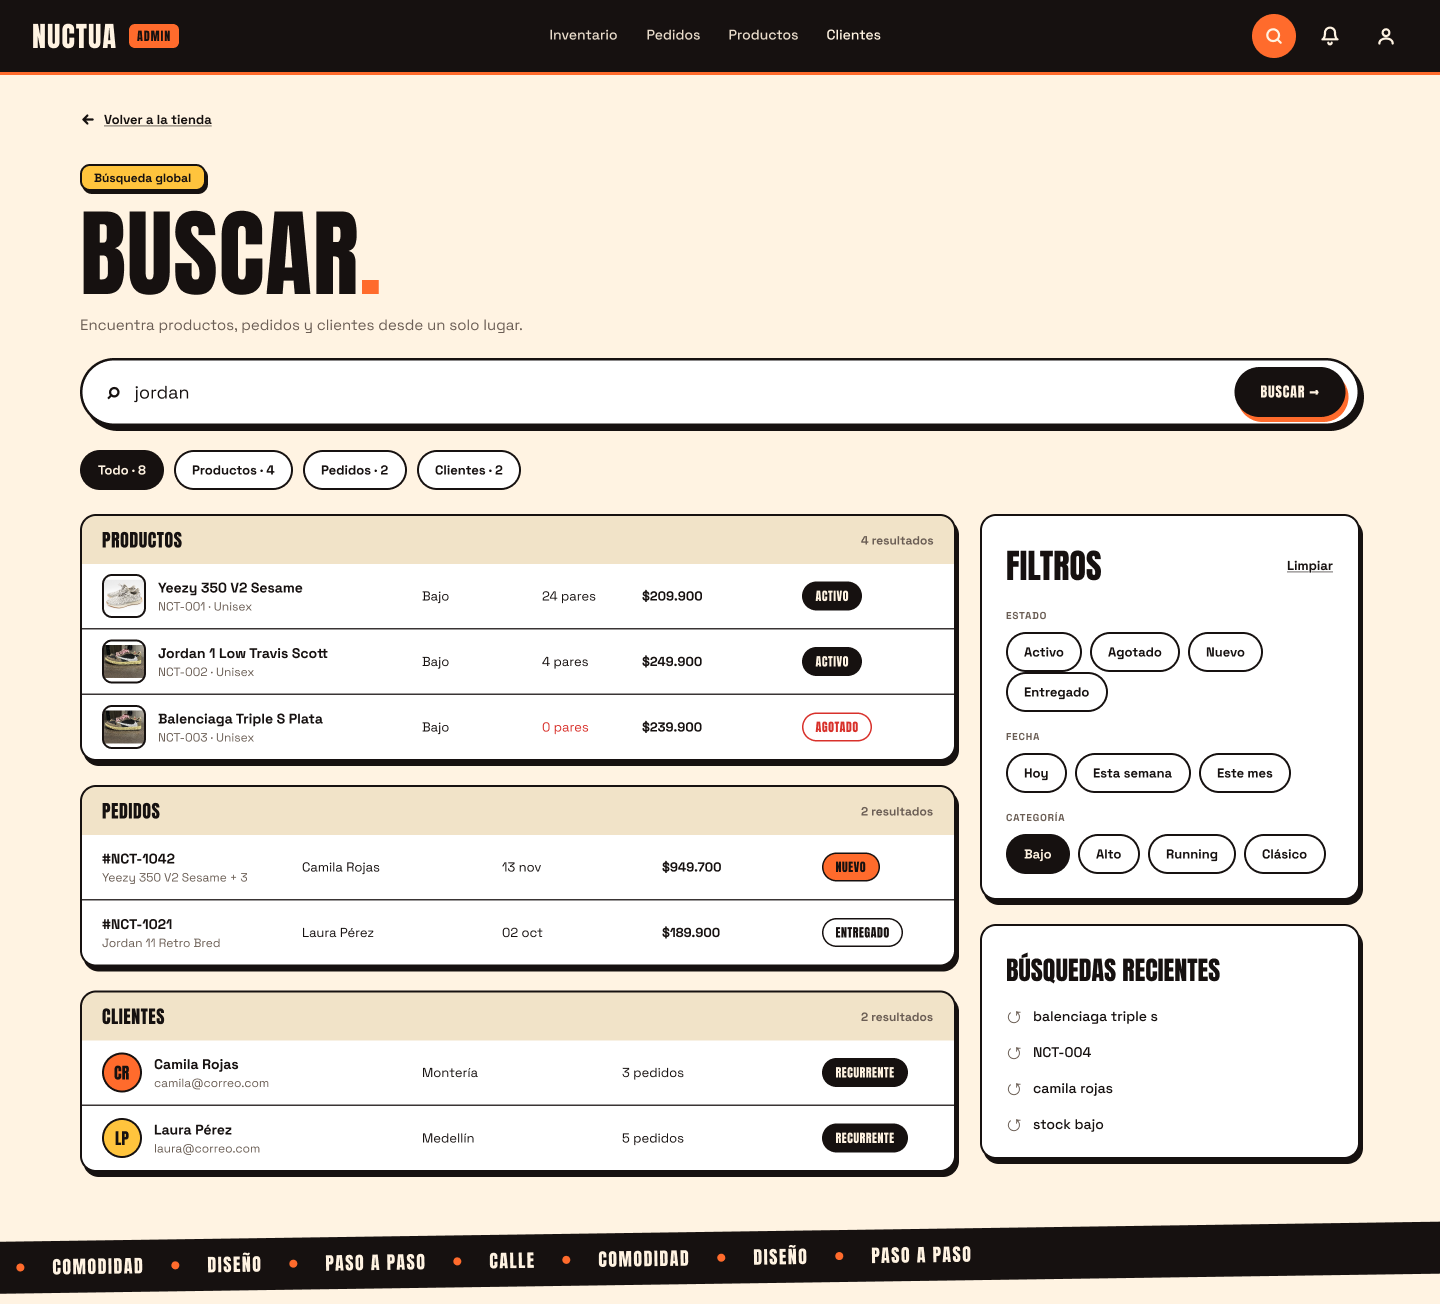 NUCTUA ADMIN Inventario Pedidos Productos Clientes
← Volver a la tienda
Búsqueda global
BUSCAR.
Encuentra productos, pedidos y clientes desde un solo lugar.
jordan BUSCAR →
Todo · 8 Productos · 4 Pedidos · 2 Clientes · 2
PRODUCTOS 4 resultados
Yeezy 350 V2 Sesame
NCT-001 · Unisex
Bajo 24 pares $209.900 ACTIVO
Jordan 1 Low Travis Scott
NCT-002 · Unisex
Bajo 4 pares $249.900 ACTIVO
Balenciaga Triple S Plata
NCT-003 · Unisex
Bajo 0 pares $239.900 AGOTADO
PEDIDOS 2 resultados
#NCT-1042
Yeezy 350 V2 Sesame + 3
Camila Rojas 13 nov $949.700 NUEVO
#NCT-1021
Jordan 11 Retro Bred
Laura Pérez 02 oct $189.900 ENTREGADO
CLIENTES 2 resultados
CR Camila Rojas
camila@correo.com
Montería 3 pedidos RECURRENTE
LP Laura Pérez
laura@correo.com
Medellín 5 pedidos RECURRENTE
FILTROS Limpiar
ESTADO
Activo Agotado Nuevo
Entregado
FECHA
Hoy Esta semana Este mes
CATEGORÍA
Bajo Alto Running Clásico
BÚSQUEDAS RECIENTES
balenciaga triple s
NCT-004
camila rojas
stock bajo
• COMODIDAD • DISEÑO • PASO A PASO • CALLE • COMODIDAD • DISEÑO • PASO A PASO